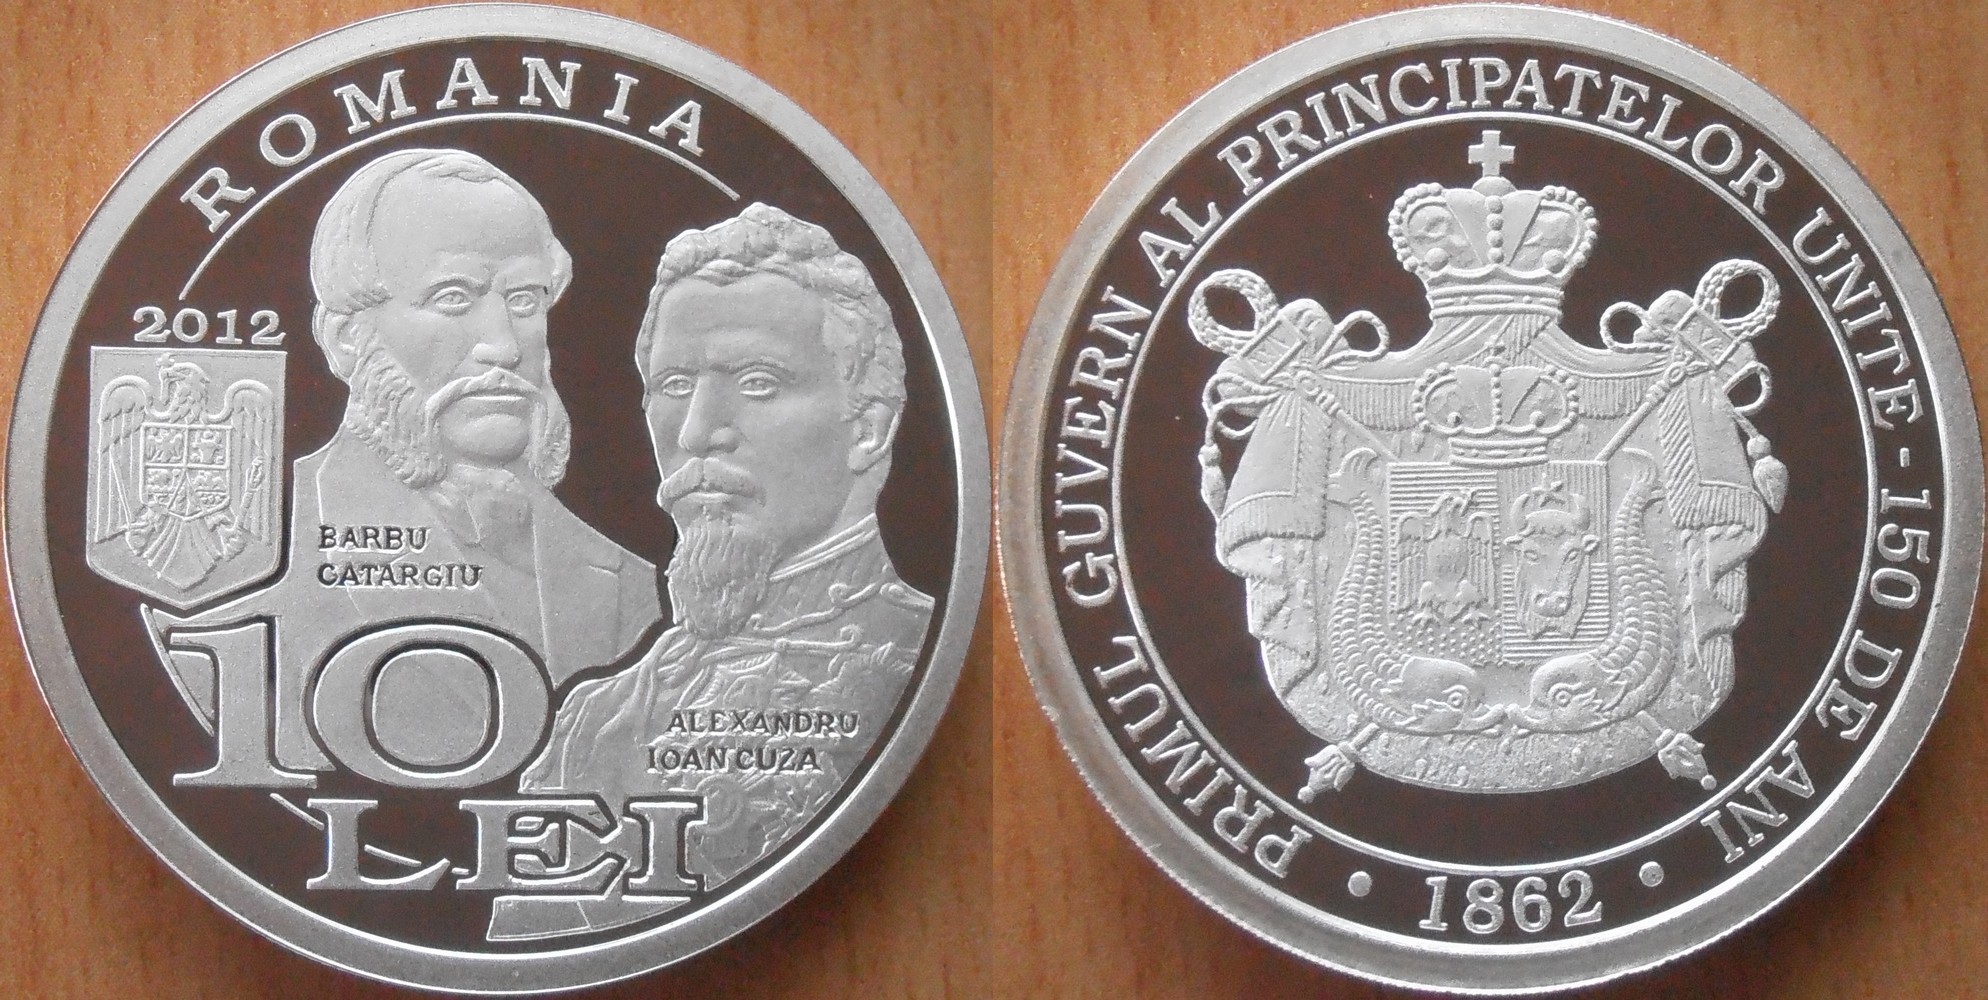 ROMANIA
2012
BARBU
CATARGIU
10
LEI
ALEXANDRU
IOAN CUZA
PRIMUL GUVERN AL PRINCIPATELOR UNITE - 150 DE ANI
• 1862 •